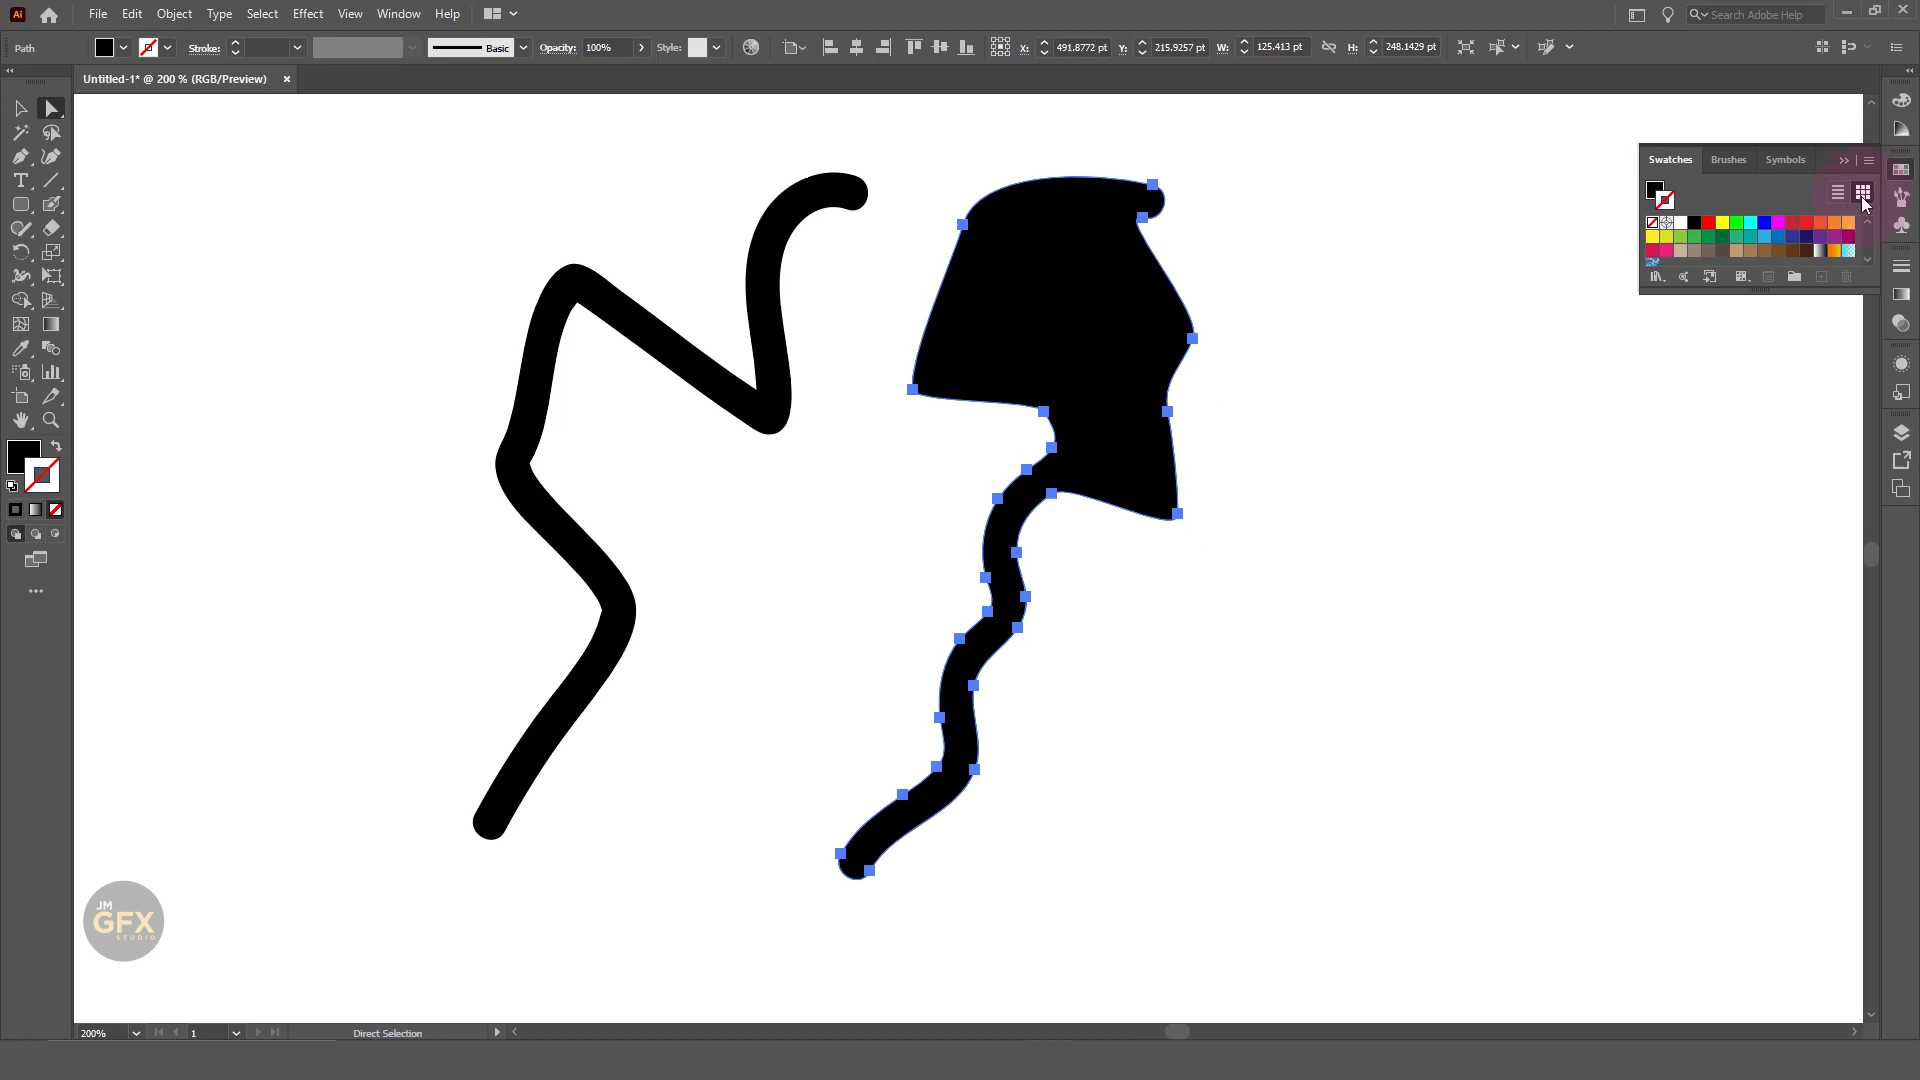 Ai File Edit Object Type Select Effect View Window Help Search Adobe Help
Path Stroke: Basic Opacity: 100% Style: X: 491.8772 pt Y: 215.9257 pt W: 125.413 pt H: 248.1429 pt
Untitled-1* @ 200 % (RGB/Preview) ×
Swatches Brushes Symbols
JM
GFX
STUDIO
200% 1 Direct Selection